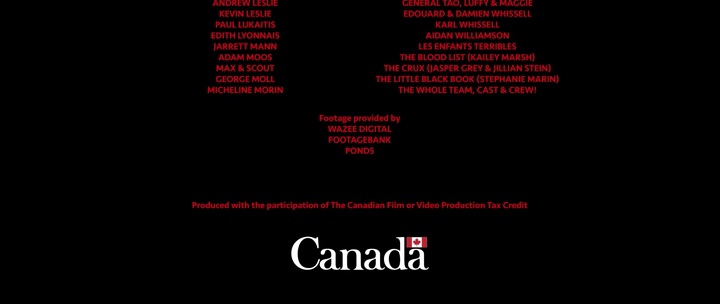 ANDREW LESLIE
KEVIN LESLIE
PAUL LUKAITIS
EDITH LYONNAIS
JARRETT MANN
ADAM MOOS
MAX & SCOUT
GEORGE MOLL
MICHELINE MORIN
GENERAL TAO, LUFFY & MAGGIE
EDOUARD & DAMIEN WHISSELL
KARL WHISSELL
AIDAN WILLIAMSON
LES ENFANTS TERRIBLES
THE BLOOD LIST (KAILEY MARSH)
THE CRUX (JASPER GREY & JILLIAN STEIN)
THE LITTLE BLACK BOOK (STEPHANIE MARIN)
THE WHOLE TEAM, CAST & CREW!
Footage provided by
WAZEE DIGITAL
FOOTAGEBANK
POND5
Produced with the participation of The Canadian Film or Video Production Tax Credit
Canada